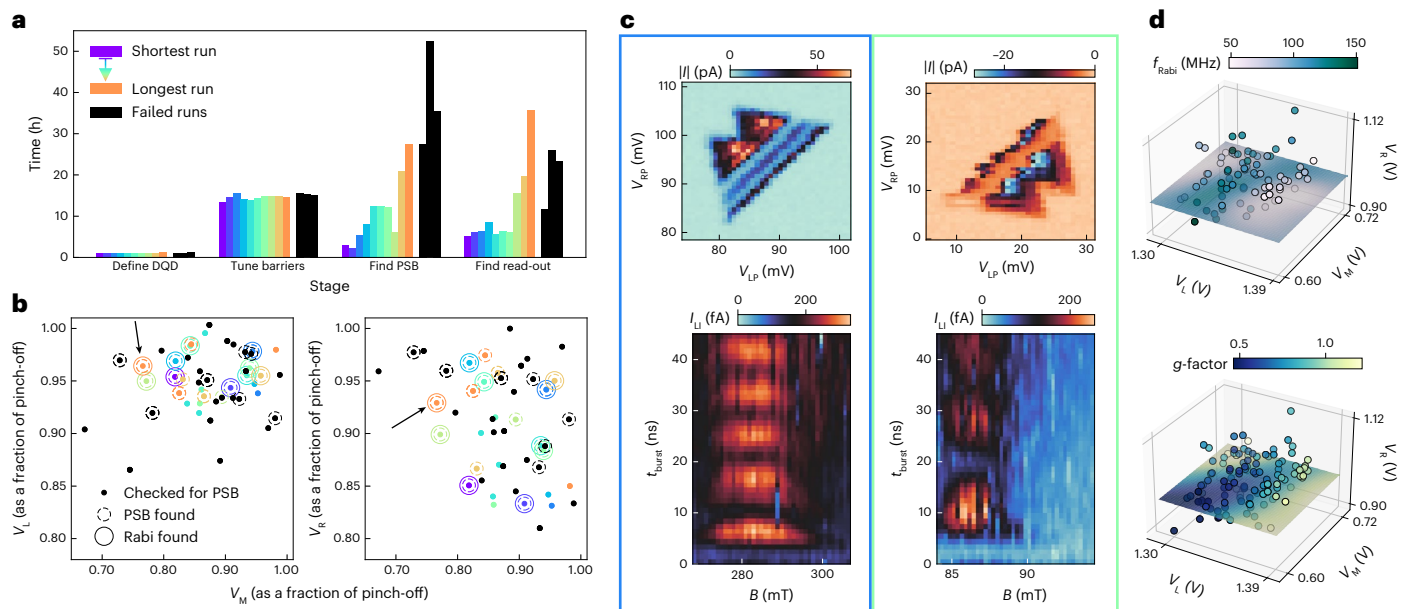 a
50
40
30
20
10
0
Time (h)
Shortest run
Longest run
Failed runs
Define DQD
Tune barriers
Find PSB
Find read-out
Stage
b
1.00
0.95
0.90
0.85
0.80
V_L (as a fraction of pinch-off)
Checked for PSB
PSB found
Rabi found
0.70 0.80 0.90 1.00
1.00
0.95
0.90
0.85
0.80
V_R (as a fraction of pinch-off)
0.70 0.80 0.90 1.00
V_M (as a fraction of pinch-off)
c
0 50
|I| (pA)
110
100
90
80
V_RP (mV)
80 90 100
V_LP (mV)
–20 0
|I| (pA)
30
20
10
0
V_RP (mV)
10 20 30
V_LP (mV)
0 200
I_LI (fA)
40
30
20
10
0
t_burst (ns)
280 300
B (mT)
0 200
I_LI (fA)
40
30
20
10
0
t_burst (ns)
85 90
B (mT)
d
50 100 150
f_Rabi (MHz)
1.12
V_R (V)
0.90
0.72
V_M (V)
0.60
1.30
V_L (V)
1.39
0.5 1.0
g-factor
1.12
V_R (V)
0.90
0.72
V_M (V)
0.60
1.30
V_L (V)
1.39